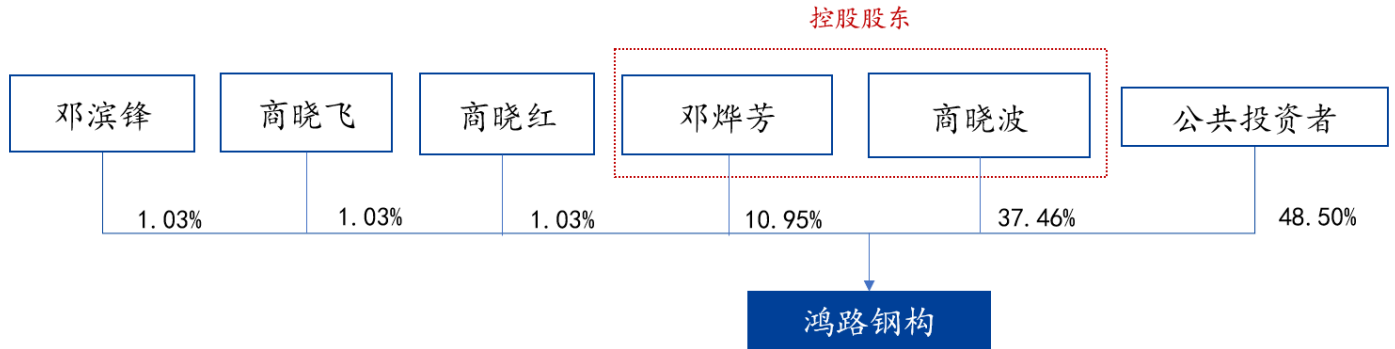 控股股东
邓滨锋
商晓飞
商晓红
邓烨芳
商晓波
公共投资者
1.03%
1.03%
1.03%
10.95%
37.46%
48.50%
鸿路钢构